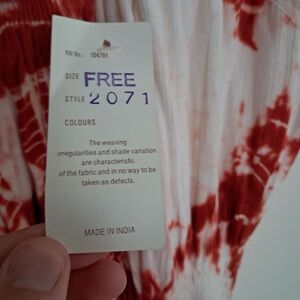 RN No.: 104791
SIZE FREE
STYLE 2071
COLOURS
The weaving
irregularities and shade variation
are characteristic
of the fabric and in no way to be
taken as defects.
MADE IN INDIA